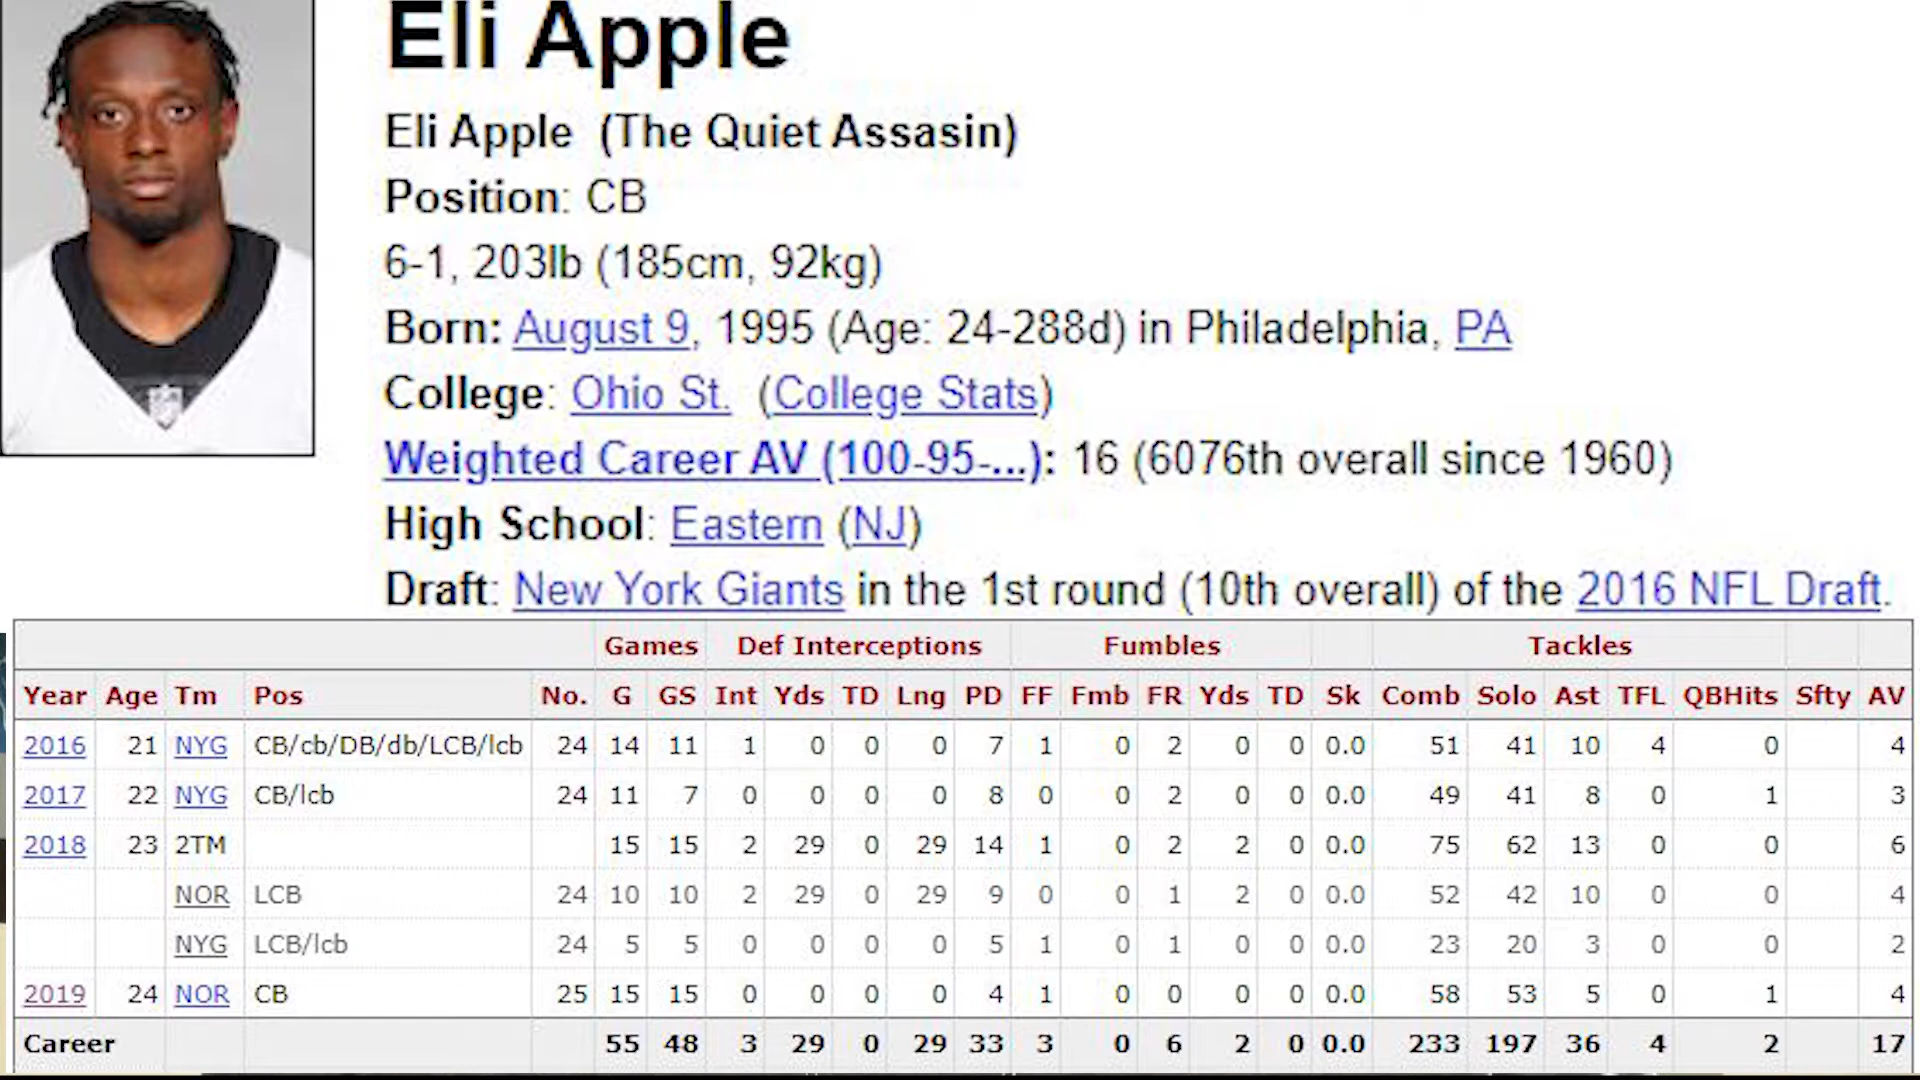 Eli Apple
Eli Apple (The Quiet Assasin)
Position: CB
6-1, 203lb (185cm, 92kg)
Born: August 9, 1995 (Age: 24-288d) in Philadelphia, PA
College: Ohio St. (College Stats)
Weighted Career AV (100-95-...): 16 (6076th overall since 1960)
High School: Eastern (NJ)
Draft: New York Giants in the 1st round (10th overall) of the 2016 NFL Draft.
Games Def Interceptions Fumbles Tackles
Year Age Tm Pos No. G GS Int Yds TD Lng PD FF Fmb FR Yds TD Sk Comb Solo Ast TFL QBHits Sfty AV
2016 21 NYG CB/cb/DB/db/LCB/lcb 24 14 11 1 0 0 0 7 1 0 2 0 0 0.0 51 41 10 4 0 4
2017 22 NYG CB/lcb 24 11 7 0 0 0 0 8 0 0 2 0 0 0.0 49 41 8 0 1 3
2018 23 2TM 15 15 2 29 0 29 14 1 0 2 2 0 0.0 75 62 13 0 0 6
NOR LCB 24 10 10 2 29 0 29 9 0 0 1 2 0 0.0 52 42 10 0 0 4
NYG LCB/lcb 24 5 5 0 0 0 0 5 1 0 1 0 0 0.0 23 20 3 0 0 2
2019 24 NOR CB 25 15 15 0 0 0 0 4 1 0 0 0 0 0.0 58 53 5 0 1 4
Career 55 48 3 29 0 29 33 3 0 6 2 0 0.0 233 197 36 4 2 17